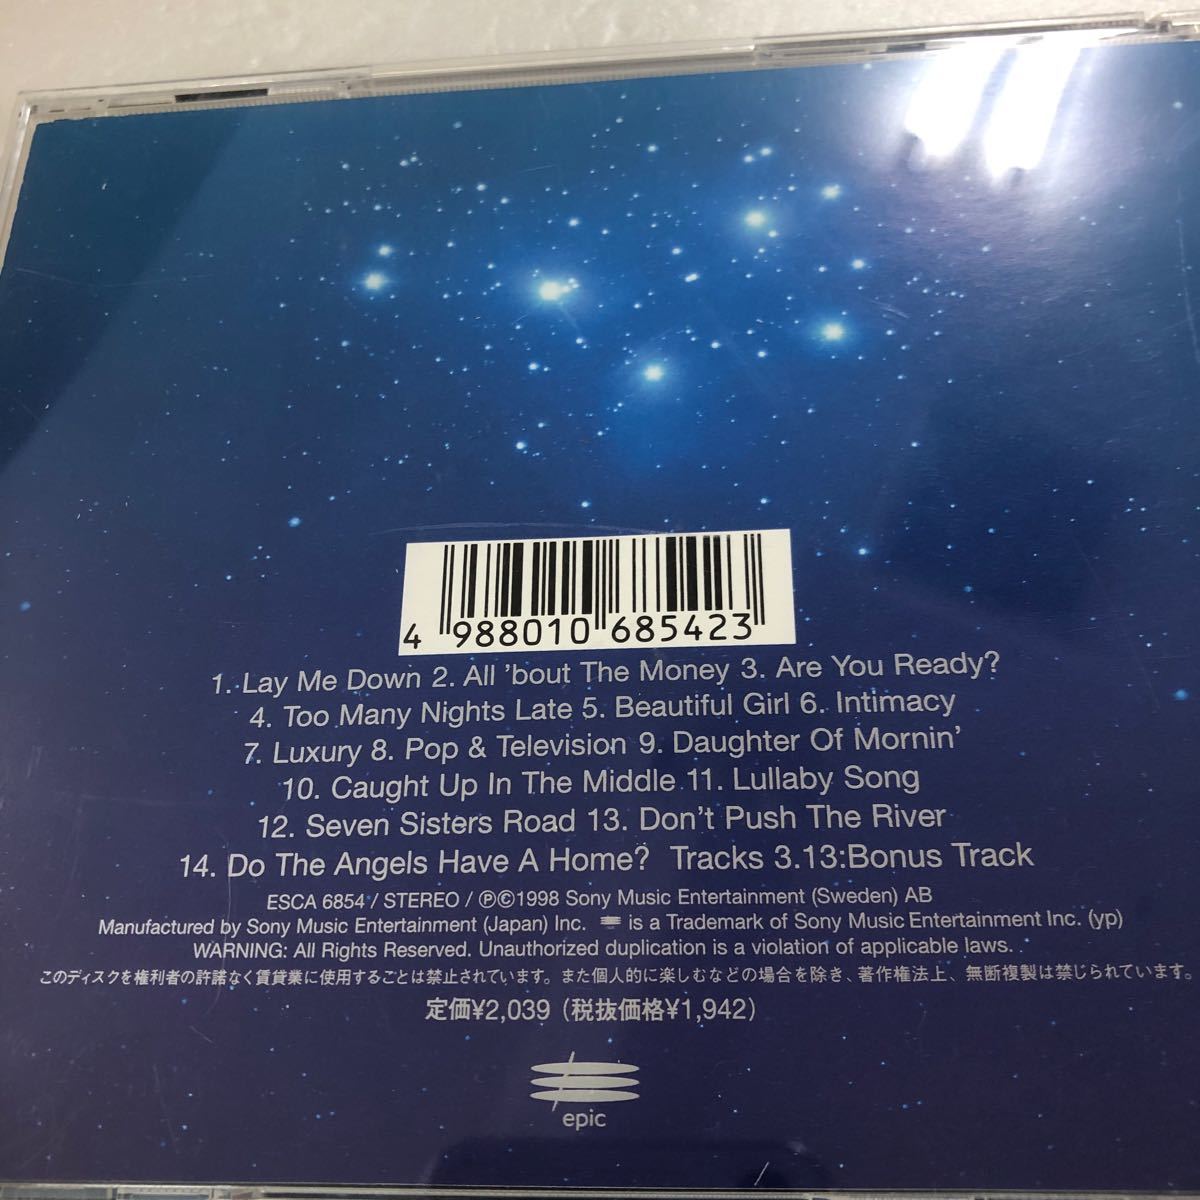 4 988010 685423
1. Lay Me Down 2. All 'bout The Money 3. Are You Ready?
4. Too Many Nights Late 5. Beautiful Girl 6. Intimacy
7. Luxury 8. Pop & Television 9. Daughter Of Mornin'
10. Caught Up In The Middle 11. Lullaby Song
12. Seven Sisters Road 13. Don't Push The River
14. Do The Angels Have A Home? Tracks 3.13:Bonus Track
ESCA 6854 / STEREO / ℗©1998 Sony Music Entertainment (Sweden) AB
Manufactured by Sony Music Entertainment (Japan) Inc. is a Trademark of Sony Music Entertainment Inc. (yp)
WARNING: All Rights Reserved. Unauthorized duplication is a violation of applicable laws.
このディスクを権利者の許諾なく賃貸業に使用することは禁止されています。また個人的に楽しむなどの場合を除き、著作権法上、無断複製は禁じられています。
定価¥2,039（税抜価格¥1,942）
epic